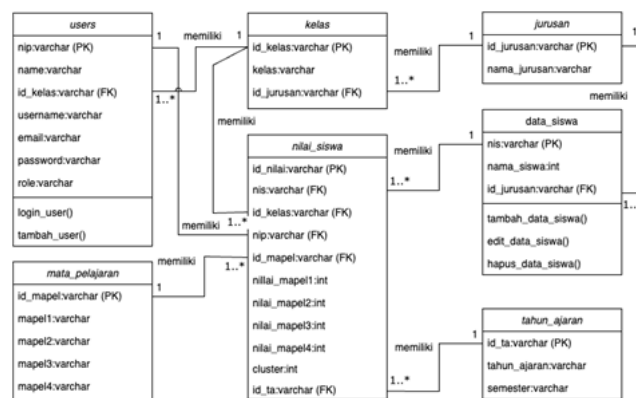 users
nip:varchar (PK)
name:varchar
id_kelas:varchar (FK)
username:varchar
email:varchar
password:varchar
role:varchar
login_user()
tambah_user()
1
memiliki
1
1..*
kelas
id_kelas:varchar (PK)
kelas:varchar
id_jurusan:varchar (FK)
memiliki
1
1..*
jurusan
id_jurusan:varchar (PK)
nama_jurusan:varchar
1
memiliki
1..
memiliki
1..*
memiliki
1..*
nilai_siswa
id_nilai:varchar (PK)
nis:varchar (FK)
id_kelas:varchar (FK)
nip:varchar (FK)
id_mapel:varchar (FK)
nillai_mapel1:int
nilai_mapel2:int
nilai_mapel3:int
nilai_mapel4:int
cluster:int
id_ta:varchar (FK)
memiliki
1
1..*
data_siswa
nis:varchar (PK)
nama_siswa:int
id_jurusan:varchar (FK)
tambah_data_siswa()
edit_data_siswa()
hapus_data_siswa()
mata_pelajaran
id_mapel:varchar (PK)
mapel1:varchar
mapel2:varchar
mapel3:varchar
mapel4:varchar
memiliki
1
memiliki
1
1..*
tahun_ajaran
id_ta:varchar (PK)
tahun_ajaran:varchar
semester:varchar